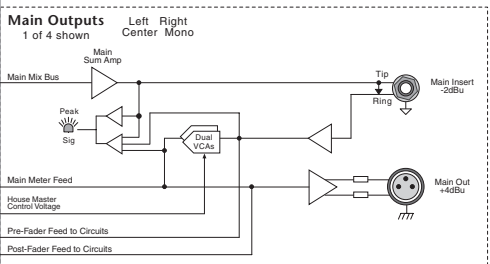 Main Outputs
1 of 4 shown
Left Right
Center Mono
Main
Sum Amp
Main Mix Bus
Tip
Ring
Main Insert
-2dBu
Peak
Sig
Dual
VCAs
Main Meter Feed
House Master
Control Voltage
Main Out
+4dBu
Pre-Fader Feed to Circuits
Post-Fader Feed to Circuits